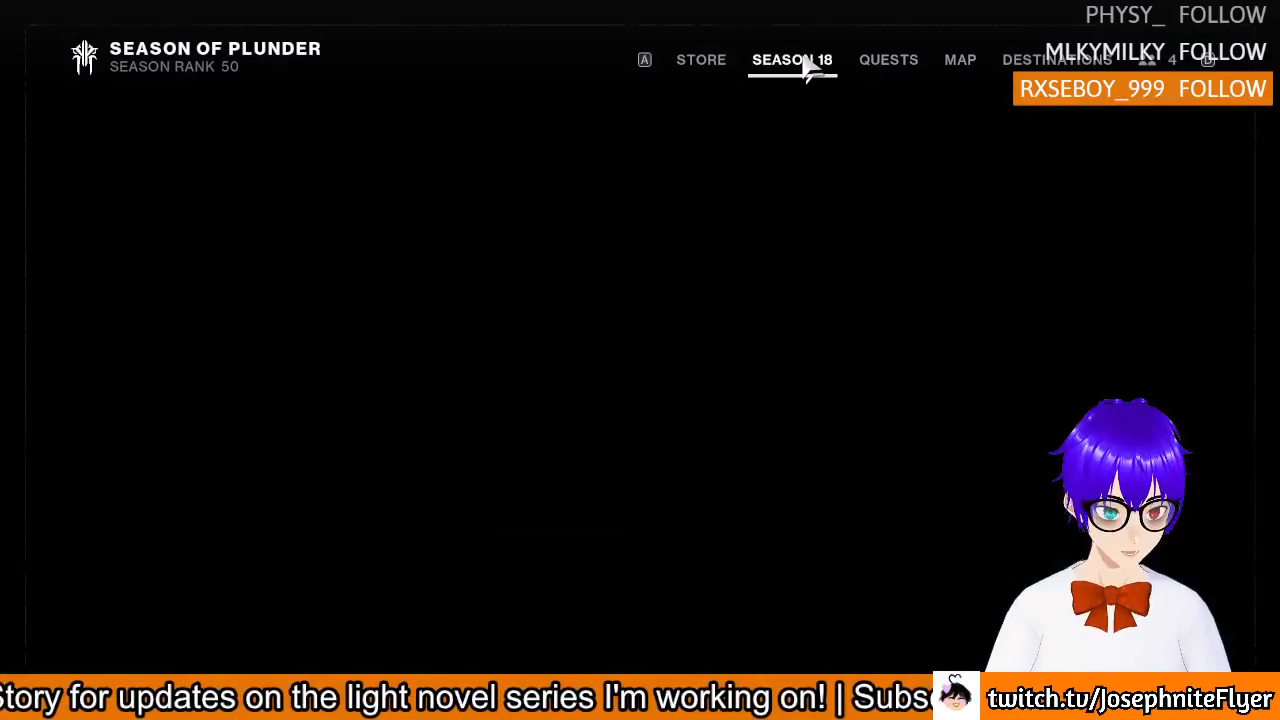 SEASON OF PLUNDER
SEASON RANK 50
A STORE SEASON 18 QUESTS MAP DESTINATIONS 4 D
PHYSY_ FOLLOW
MLKYMILKY FOLLOW
RXSEBOY_999 FOLLOW
Story for updates on the light novel series I'm working on! | Subsc
twitch.tv/JosephniteFlyer